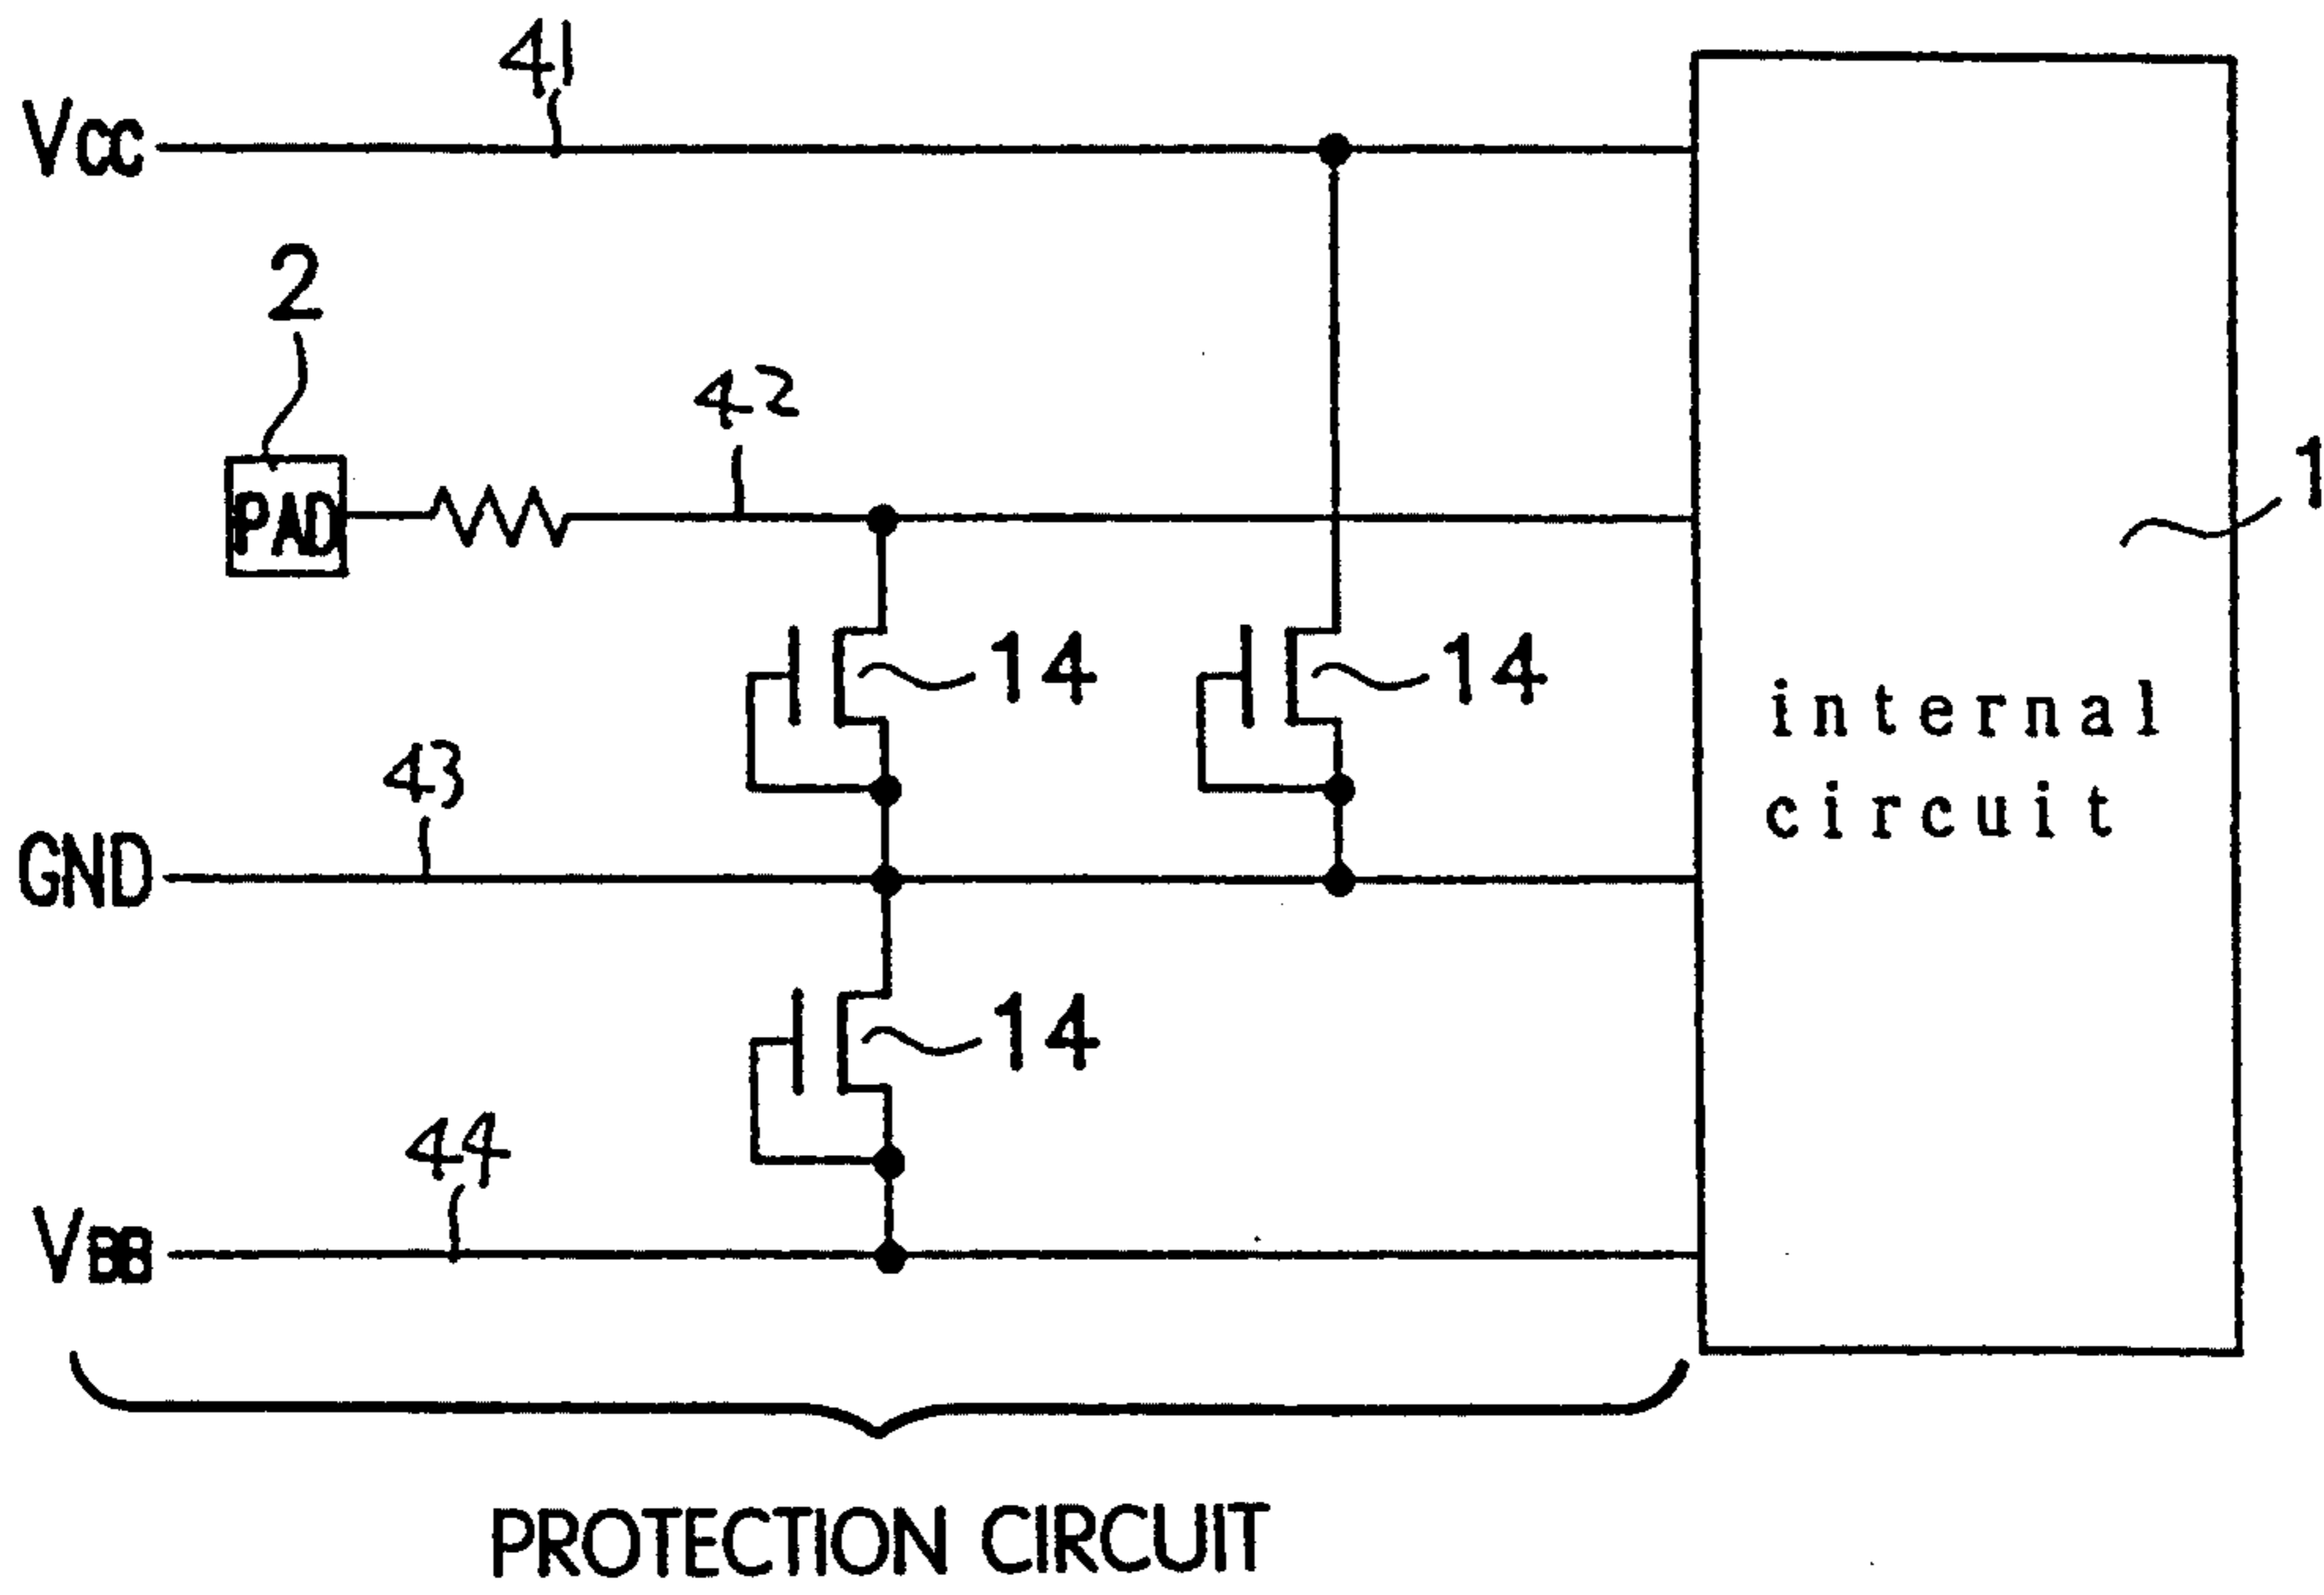 41
Vcc
2
42
PAD
1
14
14
internal
circuit
43
GND
14
44
VBB
PROTECTION CIRCUIT